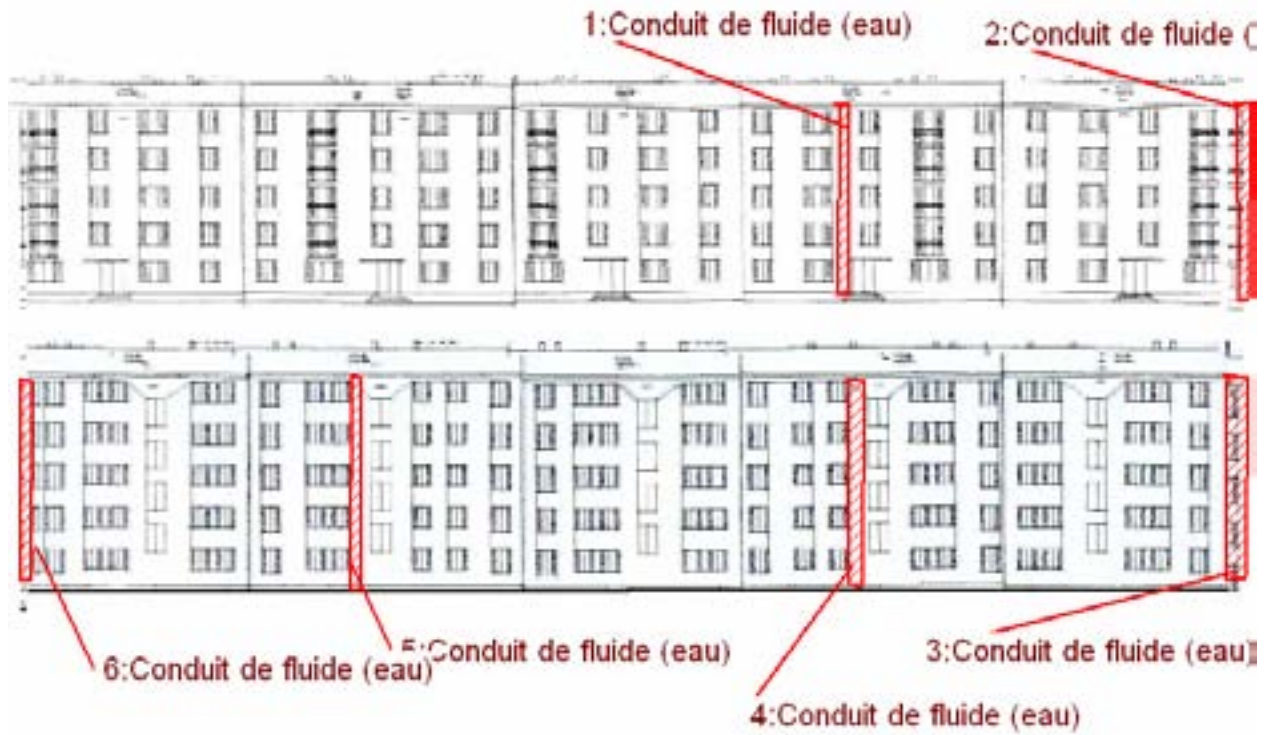 1:Conduit de fluide (eau)
2:Conduit de fluide (
5:Conduit de fluide (eau)
3:Conduit de fluide (eau)
6:Conduit de fluide (eau)
4:Conduit de fluide (eau)